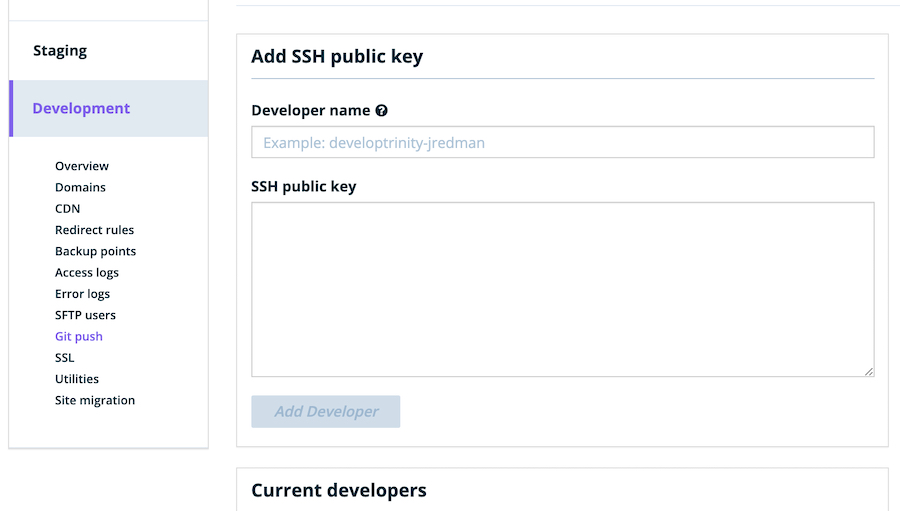 Staging
Development
Overview
Domains
CDN
Redirect rules
Backup points
Access logs
Error logs
SFTP users
Git push
SSL
Utilities
Site migration
Add SSH public key
Developer name ?
Example: developtrinity-jredman
SSH public key
Add Developer
Current developers